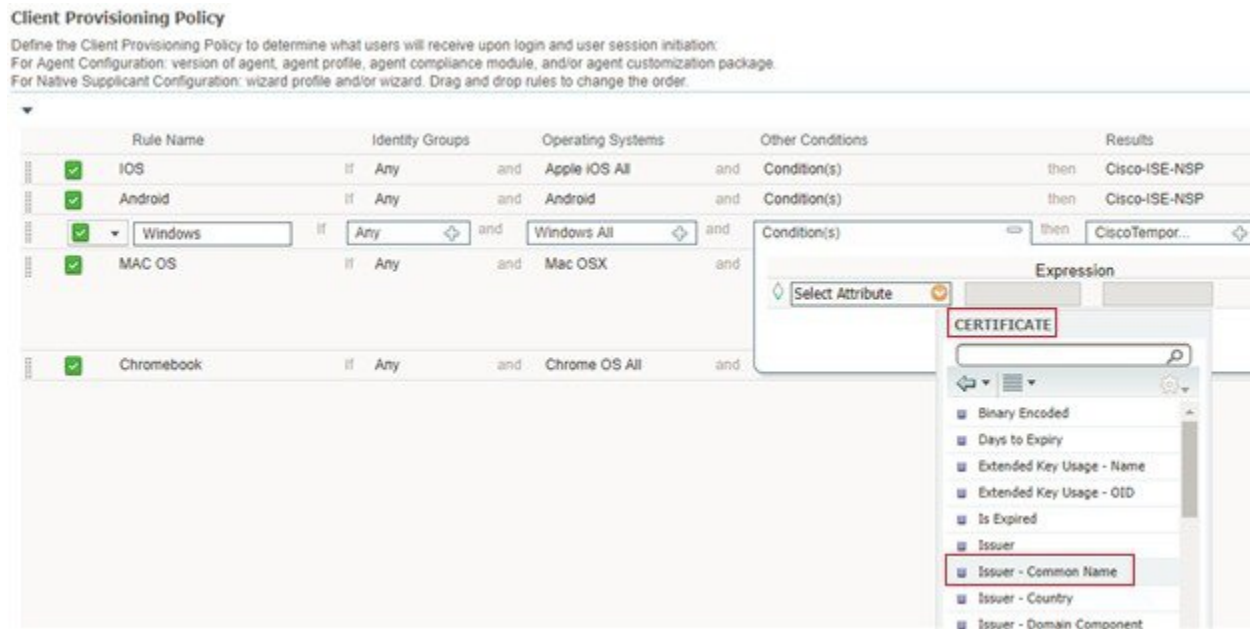 Client Provisioning Policy
Define the Client Provisioning Policy to determine what users will receive upon login and user session initiation:
For Agent Configuration: version of agent, agent profile, agent compliance module, and/or agent customization package.
For Native Supplicant Configuration: wizard profile and/or wizard. Drag and drop rules to change the order.
Rule Name Identity Groups Operating Systems Other Conditions Results
IOS If Any and Apple iOS All and Condition(s) then Cisco-ISE-NSP
Android If Any and Android and Condition(s) then Cisco-ISE-NSP
Windows If Any and Windows All and Condition(s) then CiscoTempor...
MAC OS If Any and Mac OSX and
Expression
Select Attribute
CERTIFICATE
Chromebook If Any and Chrome OS All and
Binary Encoded
Days to Expiry
Extended Key Usage - Name
Extended Key Usage - OID
Is Expired
Issuer
Issuer - Common Name
Issuer - Country
Issuer - Domain Component